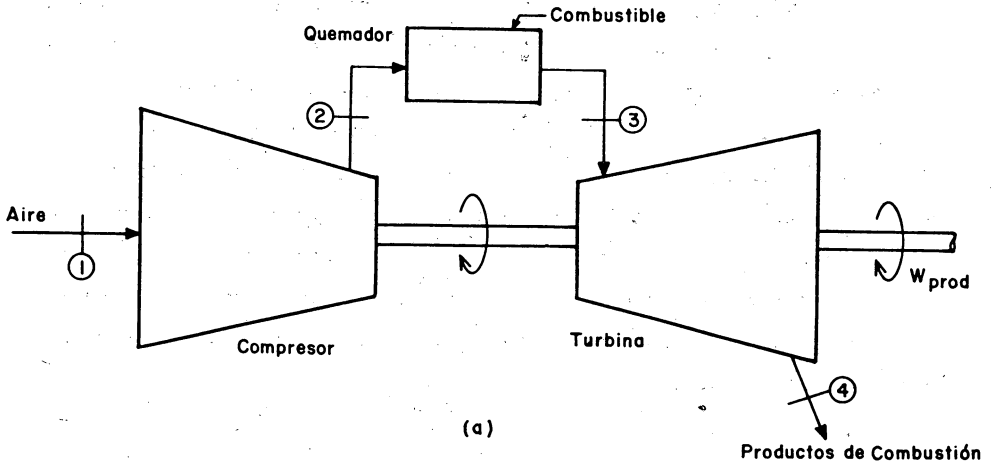 Combustible
Quemador
2
3
Aire
1
W prod
Compresor
Turbina
4
(a)
Productos de Combustión